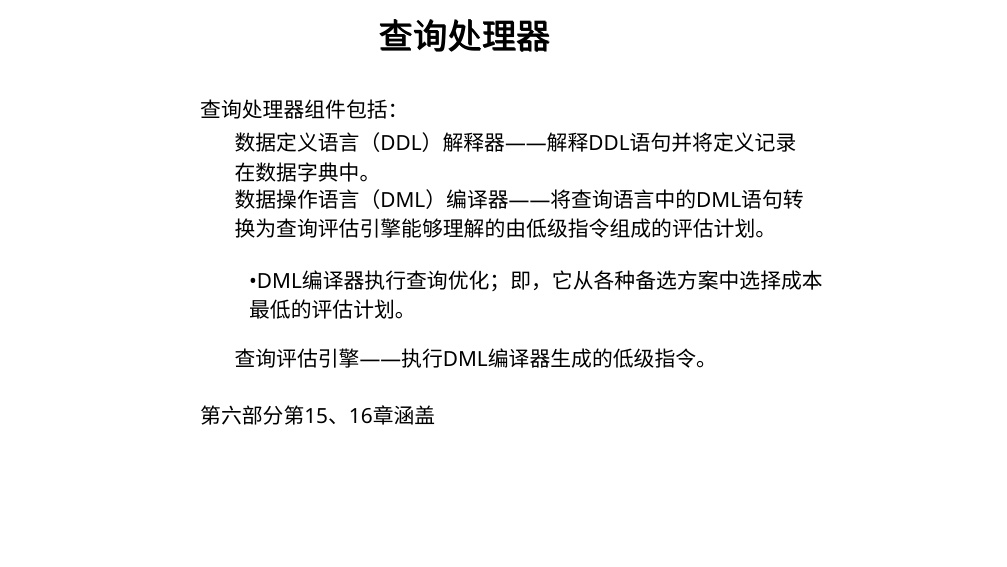 查询处理器
查询处理器组件包括：
数据定义语言（DDL）解释器——解释DDL语句并将定义记录
在数据字典中。
数据操作语言（DML）编译器——将查询语言中的DML语句转
换为查询评估引擎能够理解的由低级指令组成的评估计划。
•DML编译器执行查询优化；即，它从各种备选方案中选择成本
最低的评估计划。
查询评估引擎——执行DML编译器生成的低级指令。
第六部分第15、16章涵盖